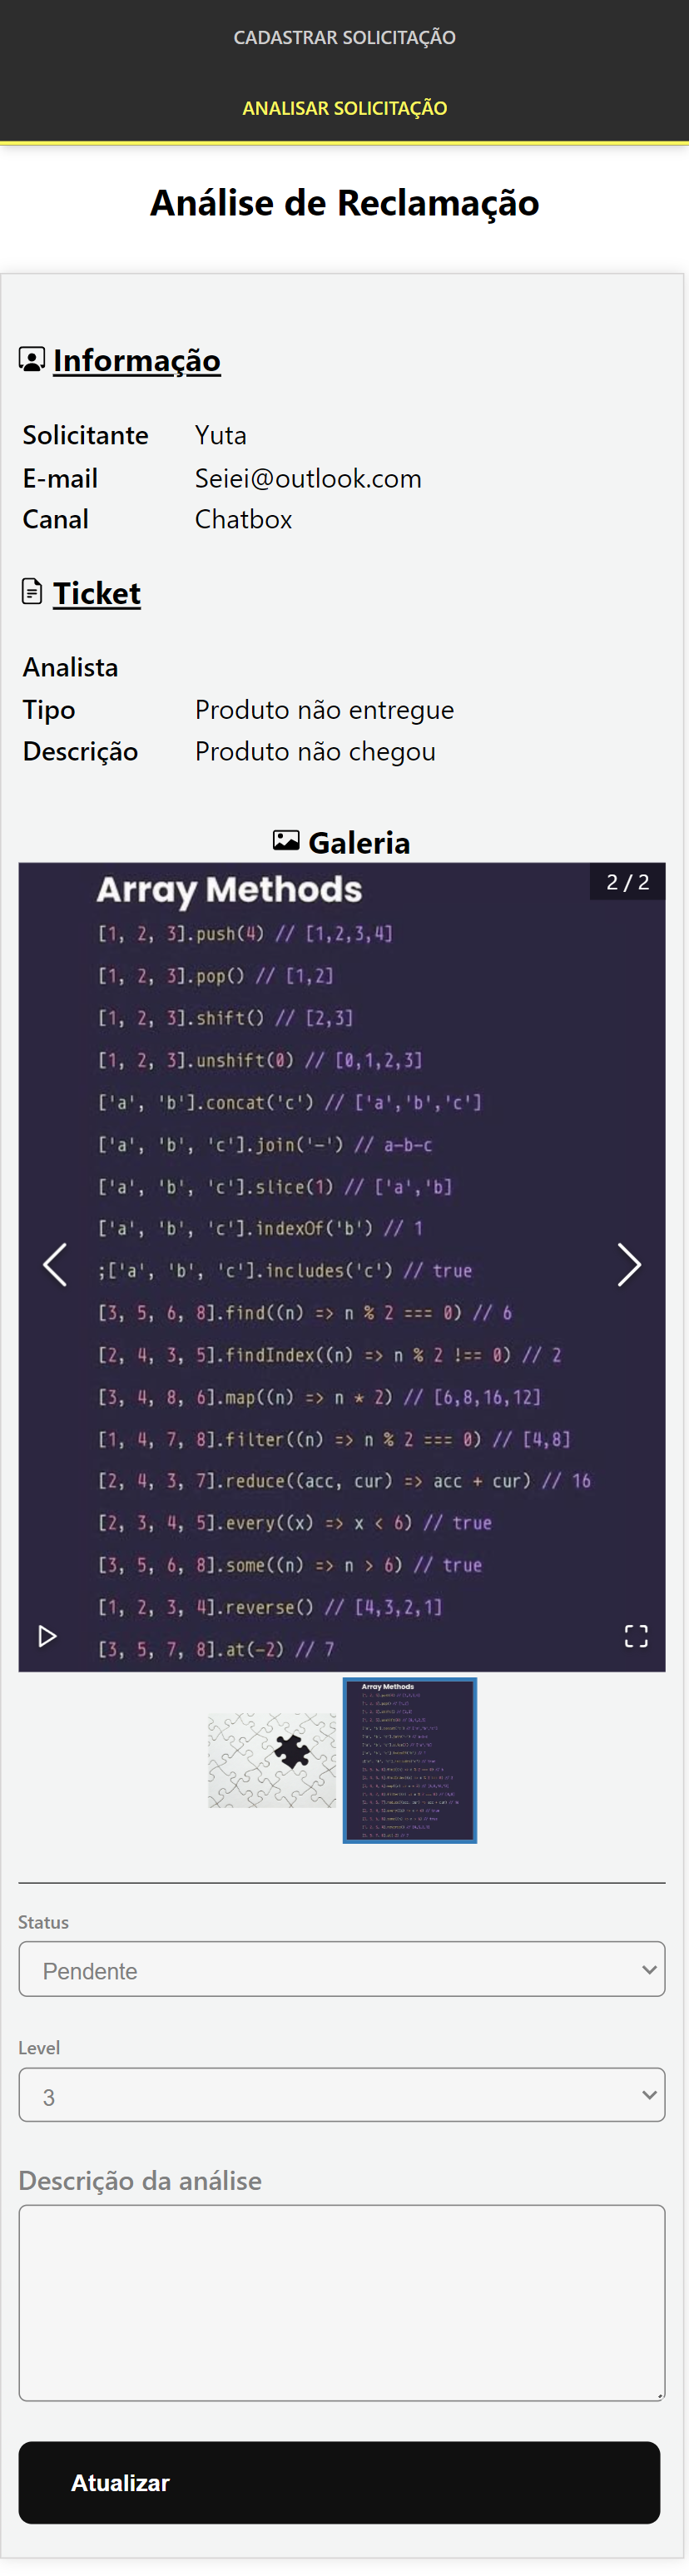 CADASTRAR SOLICITAÇÃO
ANALISAR SOLICITAÇÃO
Análise de Reclamação
Informação
Solicitante Yuta
E-mail Seiei@outlook.com
Canal Chatbox
Ticket
Analista
Tipo Produto não entregue
Descrição Produto não chegou
Galeria
2 / 2
Array Methods
[1, 2, 3].push(4) // [1,2,3,4]
[1, 2, 3].pop() // [1,2]
[1, 2, 3].shift() // [2,3]
[1, 2, 3].unshift(0) // [0,1,2,3]
['a', 'b'].concat('c') // ['a','b','c']
['a', 'b', 'c'].join('-') // a-b-c
['a', 'b', 'c'].slice(1) // ['a','b]
['a', 'b', 'c'].indexOf('b') // 1
;['a', 'b', 'c'].includes('c') // true
[3, 5, 6, 8].find((n) => n % 2 === 0) // 6
[2, 4, 3, 5].findIndex((n) => n % 2 !== 0) // 2
[3, 4, 8, 6].map((n) => n * 2) // [6,8,16,12]
[1, 4, 7, 8].filter((n) => n % 2 === 0) // [4,8]
[2, 4, 3, 7].reduce((acc, cur) => acc + cur) // 16
[2, 3, 4, 5].every((x) => x < 6) // true
[3, 5, 6, 8].some((n) => n > 6) // true
[1, 2, 3, 4].reverse() // [4,3,2,1]
[3, 5, 7, 8].at(-2) // 7
Array Methods
Status
Pendente
Level
3
Descrição da análise
Atualizar